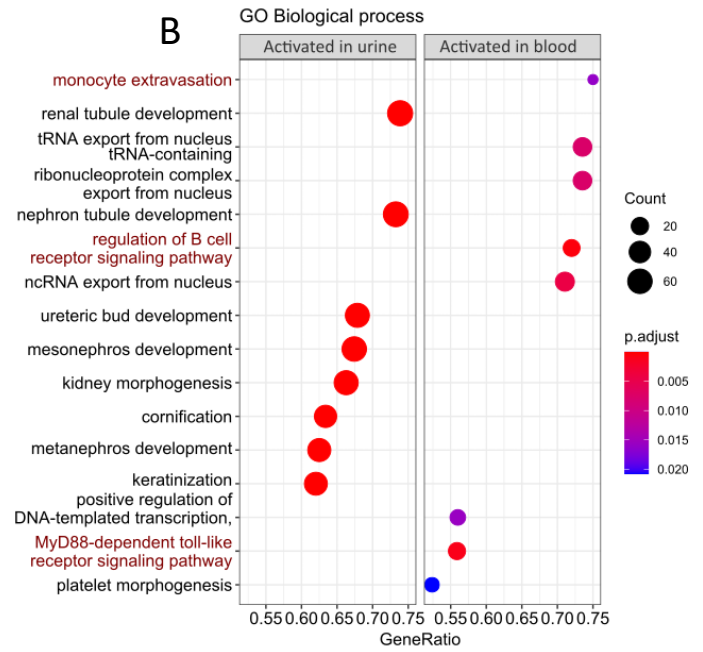 B
GO Biological process
Activated in urine
Activated in blood
monocyte extravasation
renal tubule development
tRNA export from nucleus
tRNA-containing
ribonucleoprotein complex
export from nucleus
nephron tubule development
regulation of B cell
receptor signaling pathway
ncRNA export from nucleus
ureteric bud development
mesonephros development
kidney morphogenesis
cornification
metanephros development
keratinization
positive regulation of
DNA-templated transcription,
MyD88-dependent toll-like
receptor signaling pathway
platelet morphogenesis
0.55 0.60 0.65 0.70 0.75
0.55 0.60 0.65 0.70 0.75
GeneRatio
Count
20
40
60
p.adjust
0.005
0.010
0.015
0.020